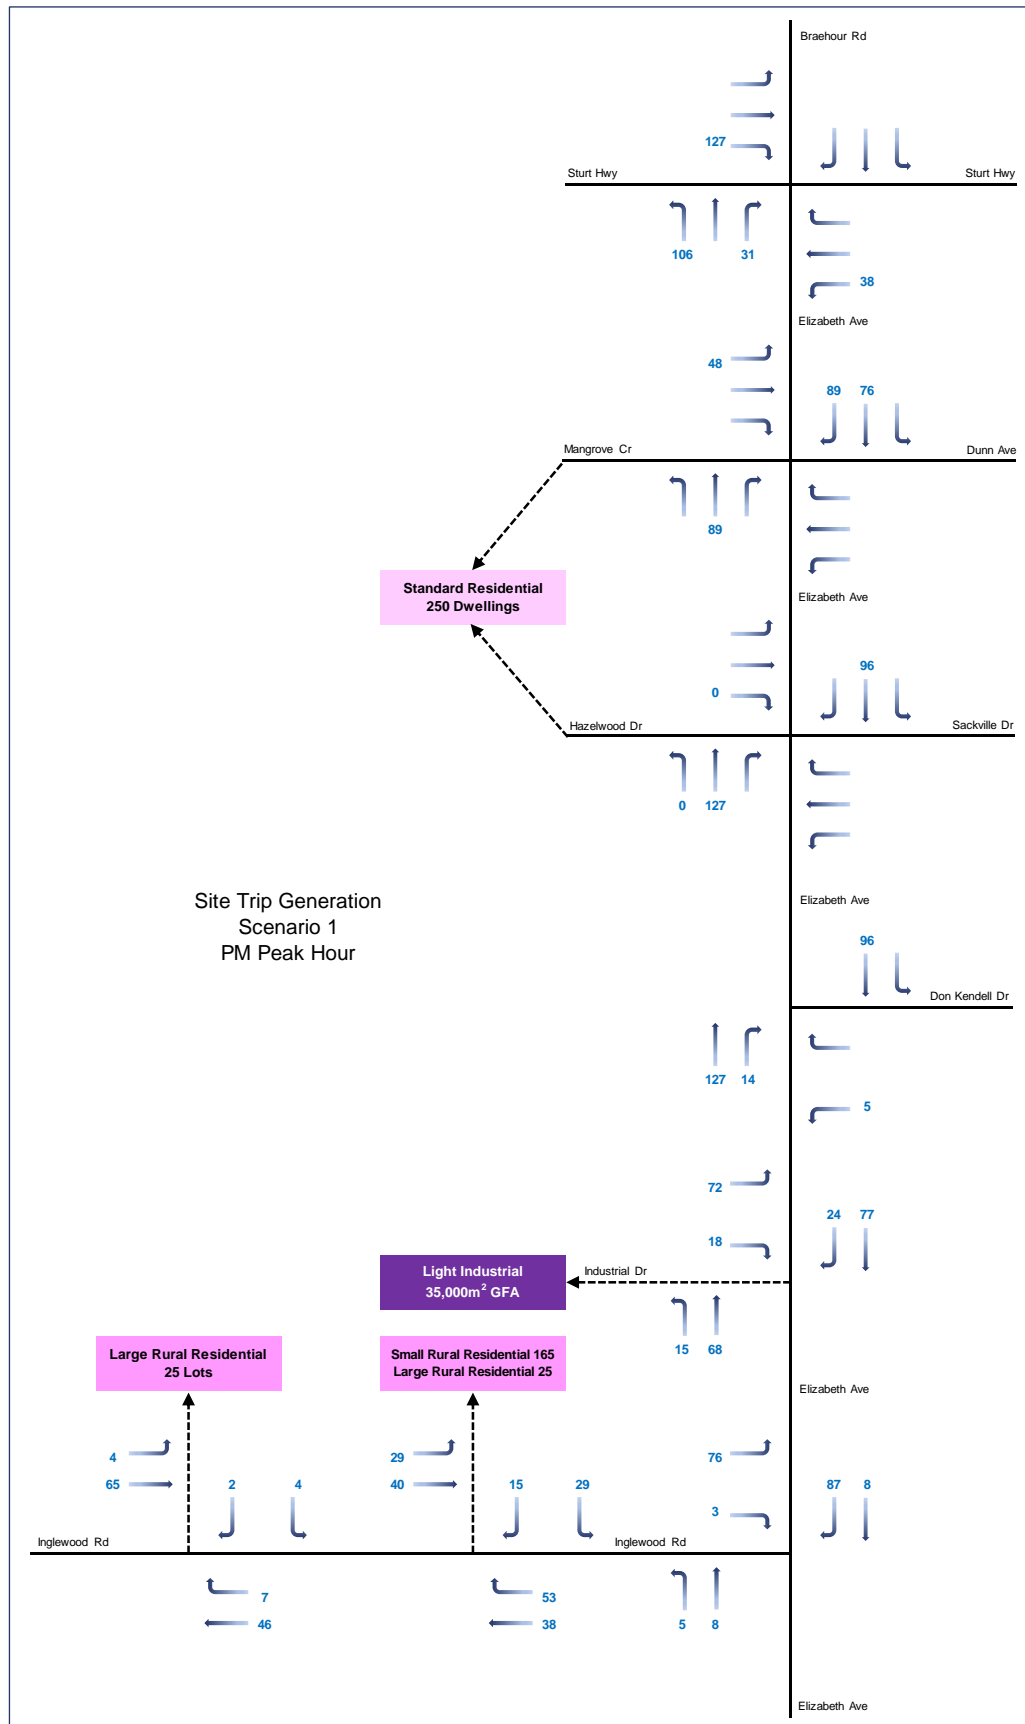 Braehour Rd
127
Sturt Hwy
Sturt Hwy
106
31
38
Elizabeth Ave
48
89
76
Mangrove Cr
Dunn Ave
89
Standard Residential
250 Dwellings
Elizabeth Ave
96
0
Hazelwood Dr
Sackville Dr
0
127
Site Trip Generation
Scenario 1
PM Peak Hour
Elizabeth Ave
96
Don Kendell Dr
127
14
5
72
24
77
18
Light Industrial
35,000m² GFA
Industrial Dr
15
68
Large Rural Residential
25 Lots
Small Rural Residential 165
Large Rural Residential 25
Elizabeth Ave
4
65
2
4
29
40
15
29
76
3
87
8
Inglewood Rd
Inglewood Rd
7
46
53
38
5
8
Elizabeth Ave